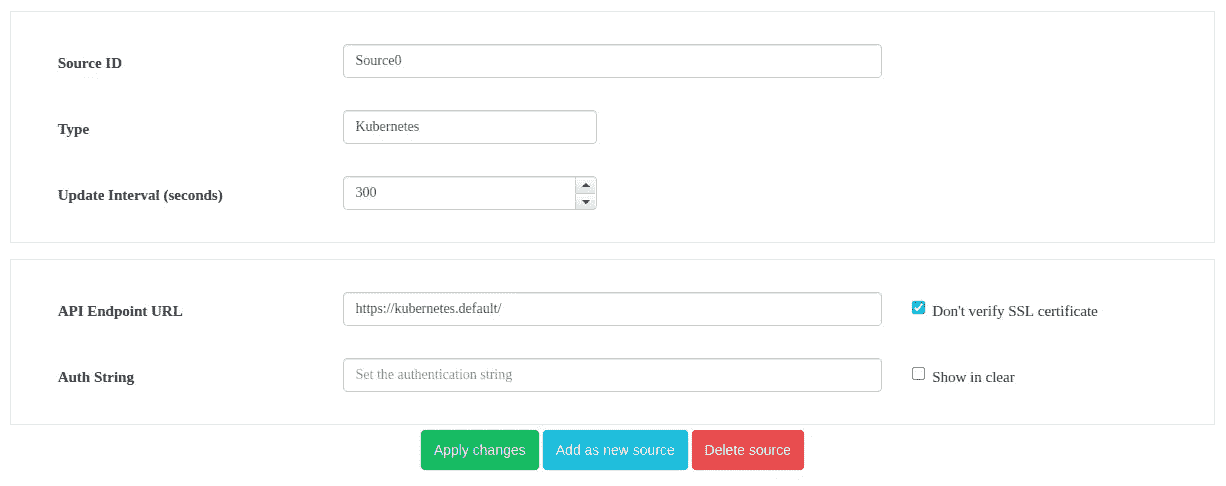 Source ID
Source0
Type
Kubernetes
Update Interval (seconds)
300
API Endpoint URL
https://kubernetes.default/
Don't verify SSL certificate
Auth String
Set the authentication string
Show in clear
Apply changes
Add as new source
Delete source